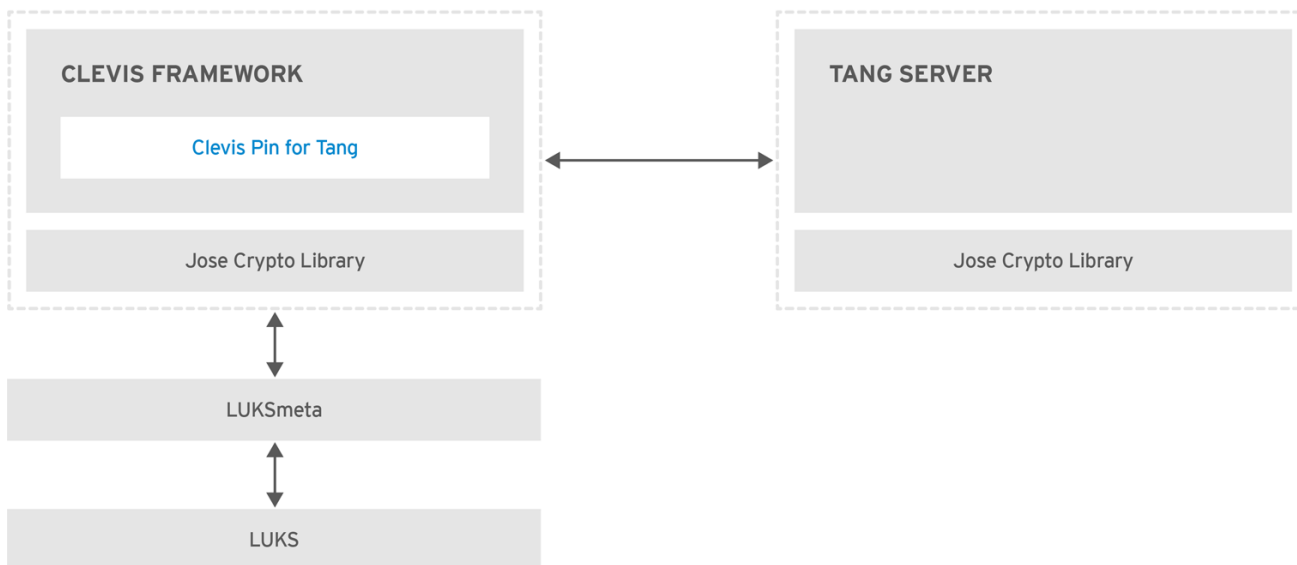 CLEVIS FRAMEWORK
Clevis Pin for Tang
Jose Crypto Library
TANG SERVER
Jose Crypto Library
LUKSmeta
LUKS